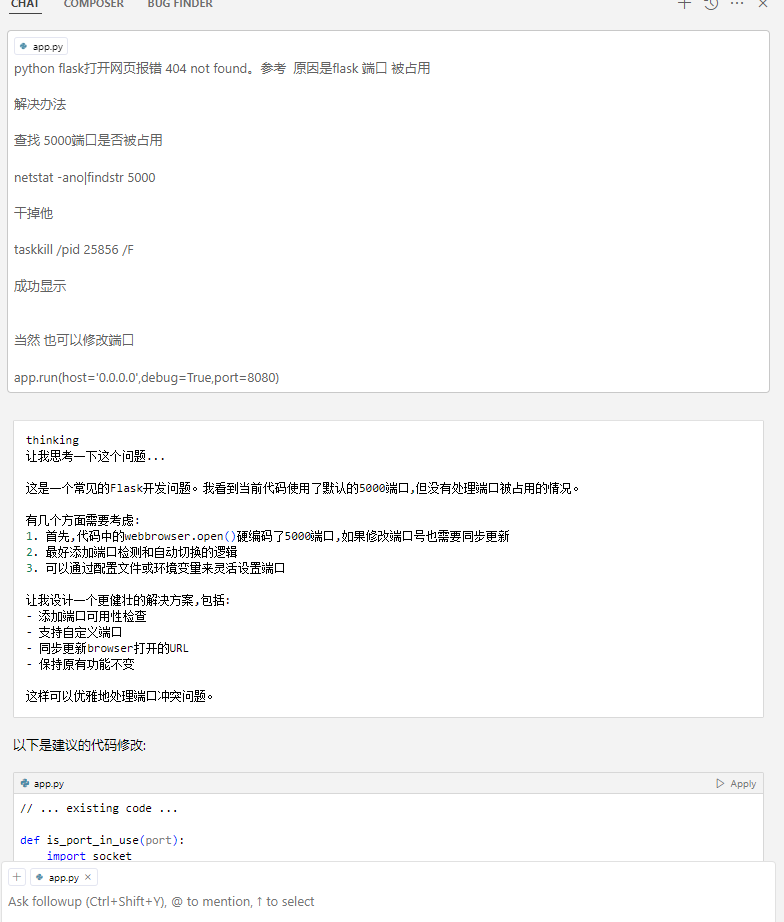 CHAT COMPOSER BUG FINDER
app.py
python flask打开网页报错 404 not found。参考 原因是flask 端口 被占用
解决办法
查找 5000端口是否被占用
netstat -ano|findstr 5000
干掉他
taskkill /pid 25856 /F
成功显示
当然 也可以修改端口
app.run(host='0.0.0.0',debug=True,port=8080)
thinking
让我思考一下这个问题...
这是一个常见的Flask开发问题。我看到当前代码使用了默认的5000端口,但没有处理端口被占用的情况。
有几个方面需要考虑:
1. 首先,代码中的webbrowser.open()硬编码了5000端口,如果修改端口号也需要同步更新
2. 最好添加端口检测和自动切换的逻辑
3. 可以通过配置文件或环境变量来灵活设置端口
让我设计一个更健壮的解决方案,包括:
- 添加端口可用性检查
- 支持自定义端口
- 同步更新browser打开的URL
- 保持原有功能不变
这样可以优雅地处理端口冲突问题。
以下是建议的代码修改:
app.py Apply
// ... existing code ...
def is_port_in_use(port):
import socket
app.py
Ask followup (Ctrl+Shift+Y), @ to mention, ↑ to select